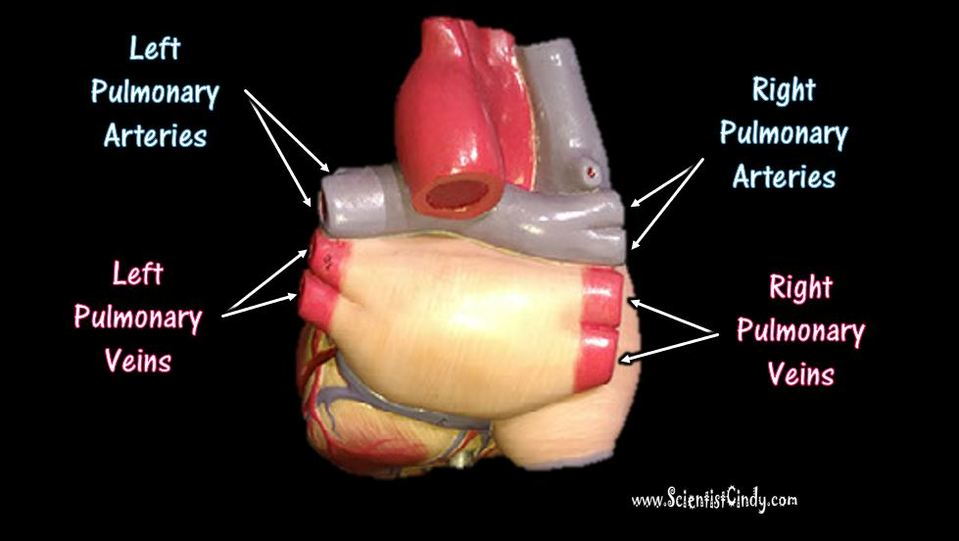 Left
Pulmonary
Arteries
Right
Pulmonary
Arteries
Left
Pulmonary
Veins
Right
Pulmonary
Veins
www.ScientistCindy.com